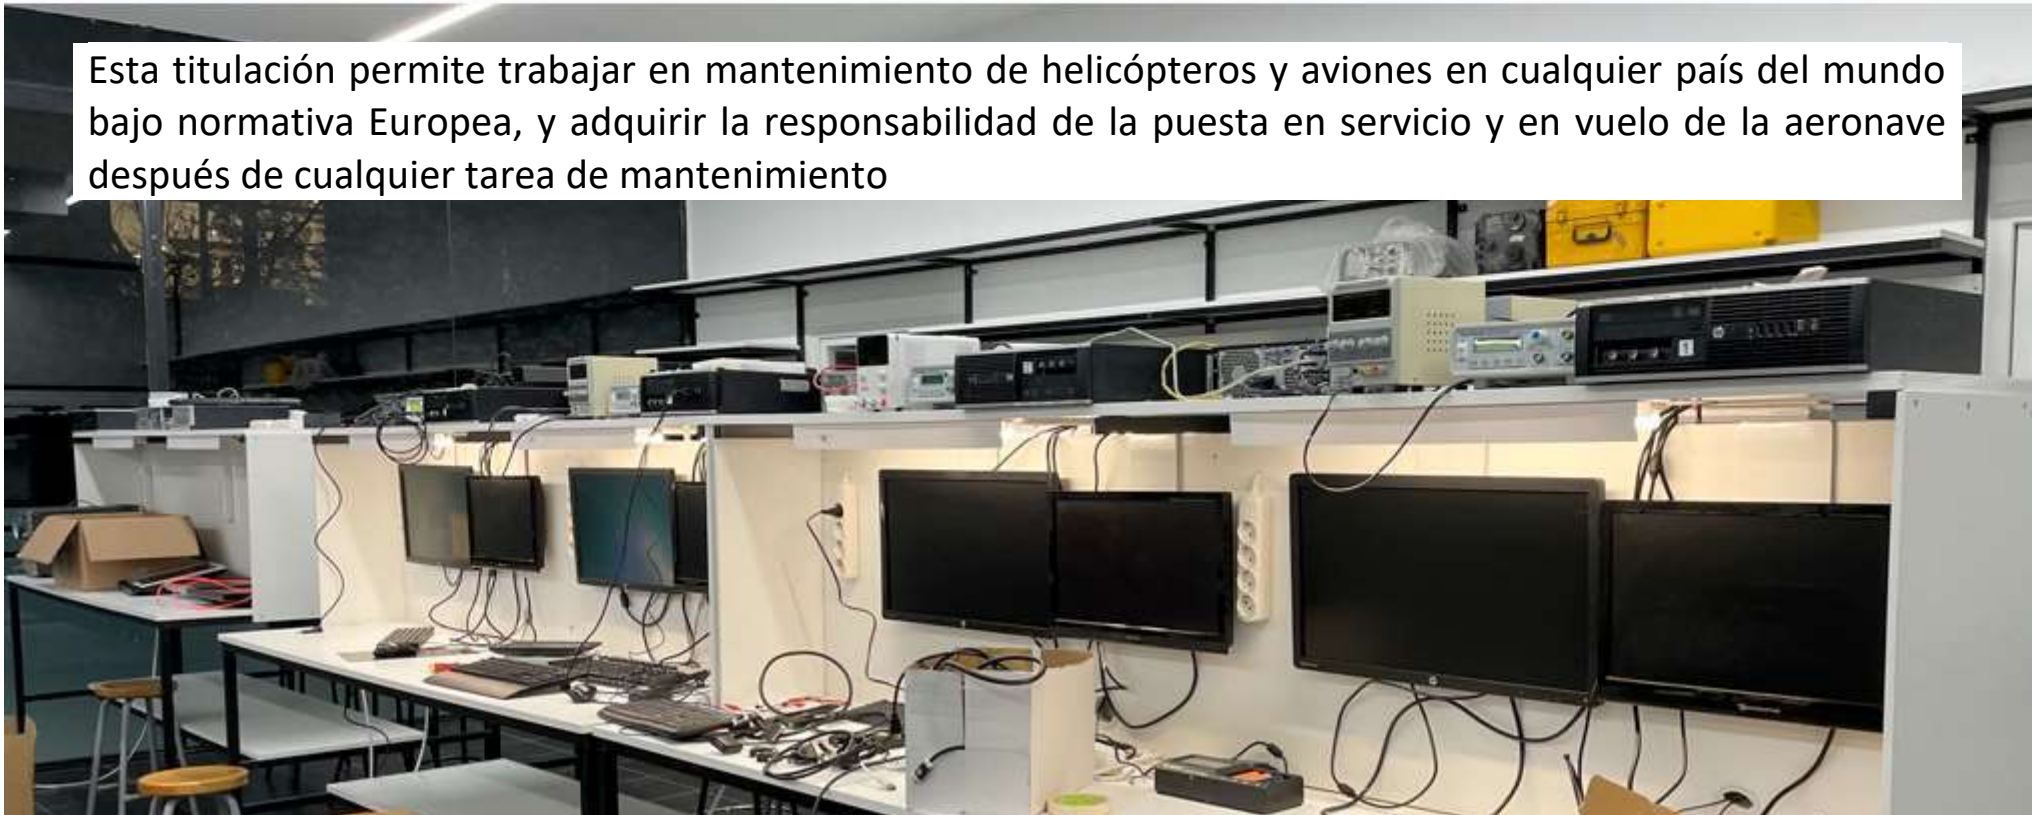 Esta titulación permite trabajar en mantenimiento de helicópteros y aviones en cualquier país del mundo
bajo normativa Europea, y adquirir la responsabilidad de la puesta en servicio y en vuelo de la aeronave
después de cualquier tarea de mantenimiento
1